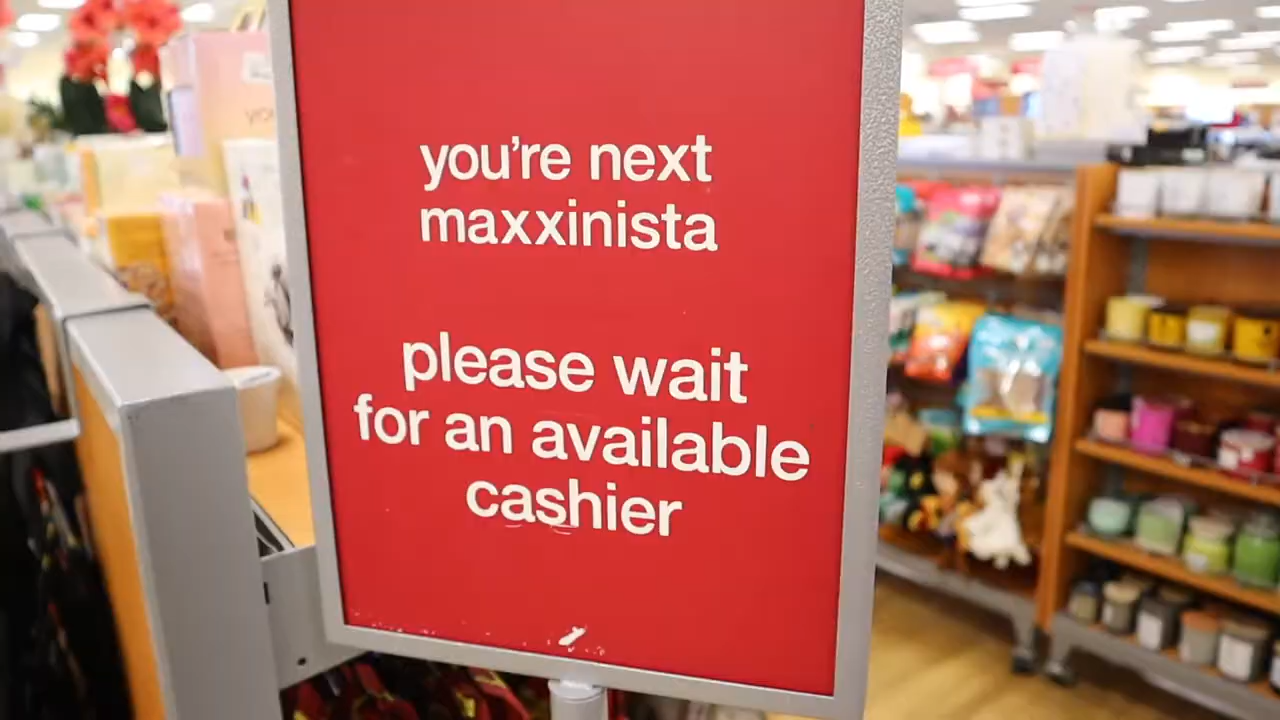 you're next
maxxinista
please wait
for an available
cashier